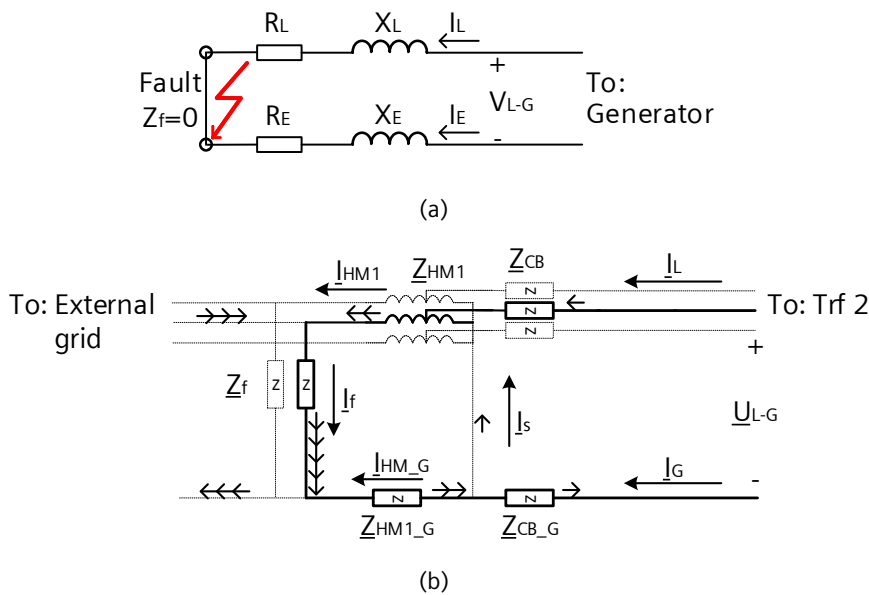 RL XL IL
Fault
Zf=0
+
VL-G
-
To:
Generator
RE XE IE
(a)
IHM1 ZHM1 ZCB IL
To: External
grid
Z
Z
Z
To: Trf 2
+
Zf
Z
Z
If
Is
UL-G
IHM_G
IG
-
Z
Z
ZHM1_G ZCB_G
(b)